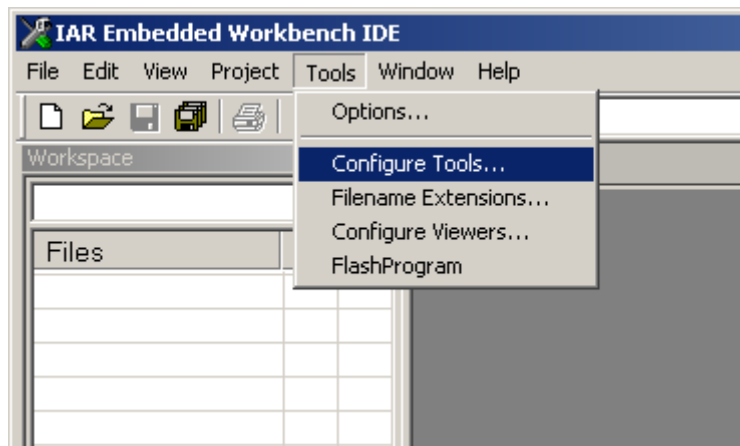 IAR Embedded Workbench IDE
File Edit View Project Tools Window Help
Options...
Workspace
Configure Tools...
Filename Extensions...
Configure Viewers...
Files
FlashProgram